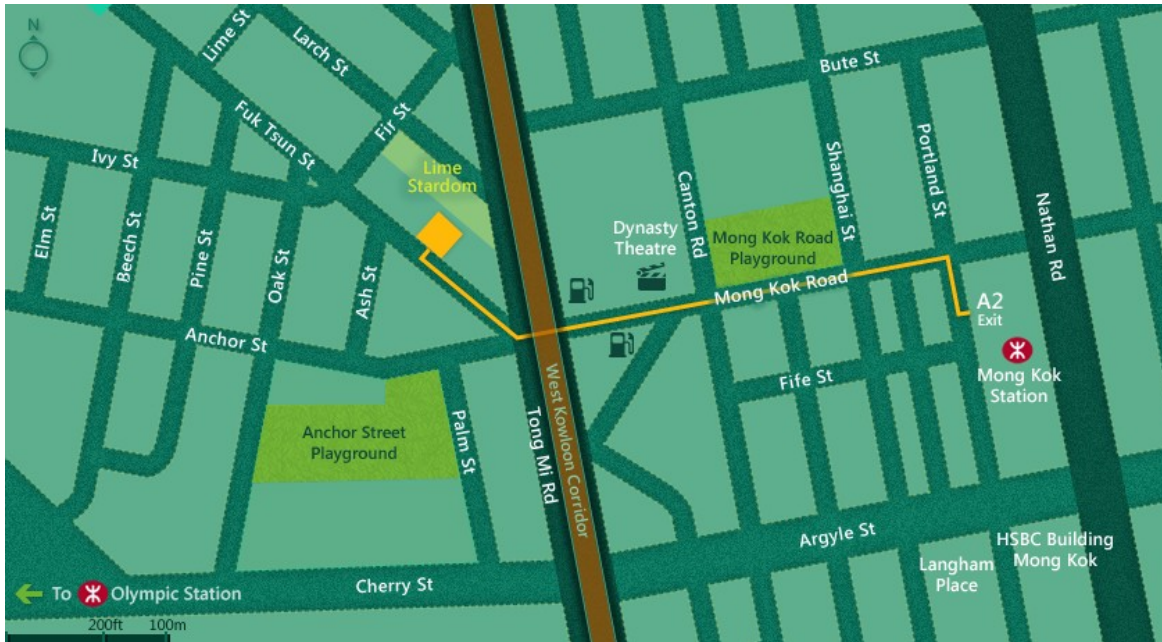 N
Lime St
Larch St
Bute St
Fuk Tsun St
Fir St
Ivy St
Lime
Stardom
Canton Rd
Shanghai St
Portland St
Nathan Rd
Elm St
Beech St
Pine St
Oak St
Ash St
Dynasty
Theatre
Mong Kok Road
Playground
Mong Kok Road
A2
Exit
Anchor St
Fife St
Mong Kok
Station
Anchor Street
Playground
Palm St
Tong Mi Rd
West Kowloon Corridor
Argyle St
HSBC Building
Mong Kok
Langham
Place
Cherry St
To Olympic Station
200ft 100m